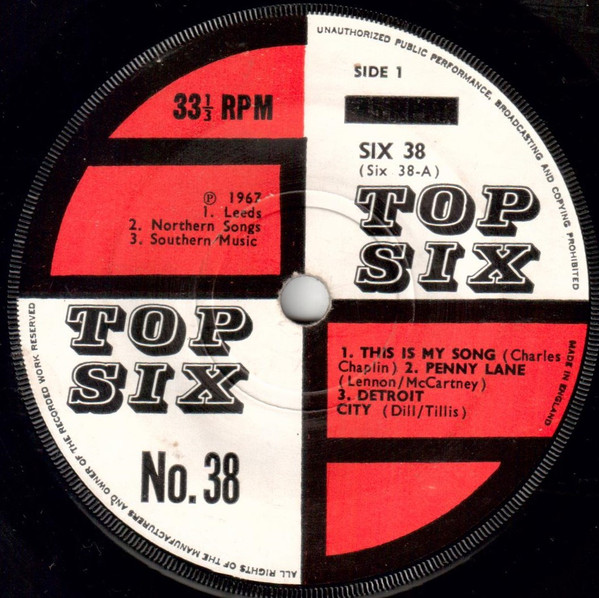 UNAUTHORIZED PUBLIC PERFORMANCE, BROADCASTING AND COPYING PROHIBITED
33⅓ RPM
SIDE 1
SIX 38
(Six 38-A)
TOP
SIX
℗ 1967
1. Leeds
2. Northern Songs
3. Southern Music
TOP
SIX
No. 38
1. THIS IS MY SONG (Charles
Chaplin) 2. PENNY LANE
(Lennon/McCartney)
3. DETROIT
CITY (Dill/Tillis)
MADE IN ENGLAND
ALL RIGHTS OF THE MANUFACTURERS AND OWNER OF THE RECORDED WORK RESERVED